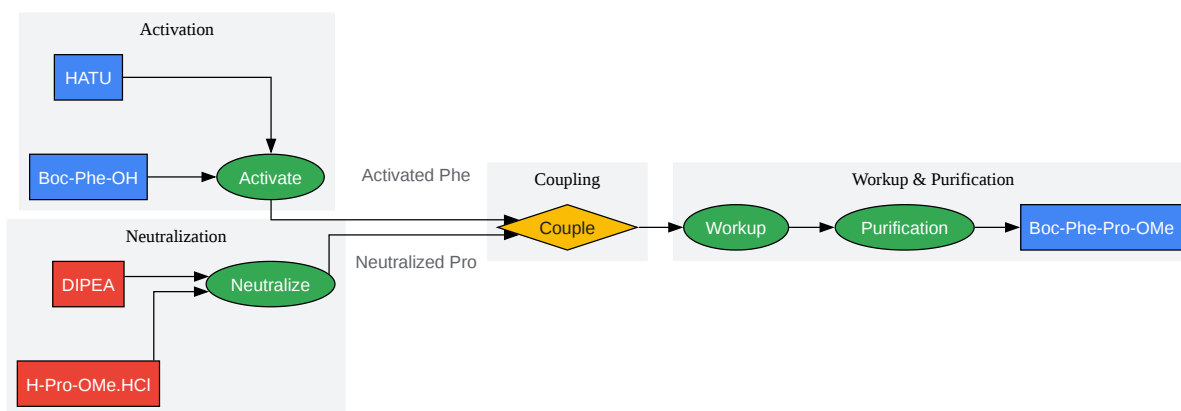 Activation
HATU
Boc-Phe-OH
Activate
Activated Phe
Neutralization
DIPEA
Neutralize
Neutralized Pro
H-Pro-OMe.HCl
Coupling
Couple
Workup & Purification
Workup
Purification
Boc-Phe-Pro-OMe